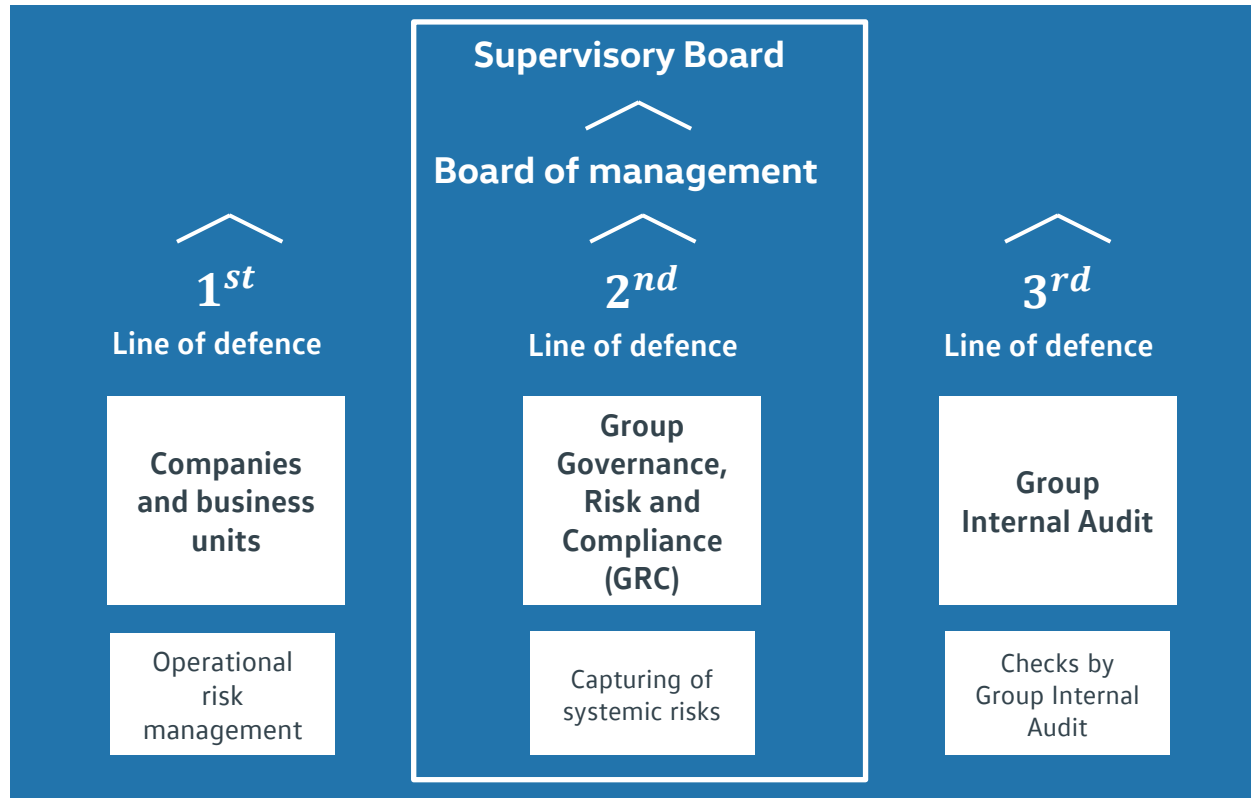 Supervisory Board
Board of management
1st
Line of defence
Companies
and business
units
Operational
risk
management
2nd
Line of defence
Group
Governance,
Risk and
Compliance
(GRC)
Capturing of
systemic risks
3rd
Line of defence
Group
Internal Audit
Checks by
Group Internal
Audit